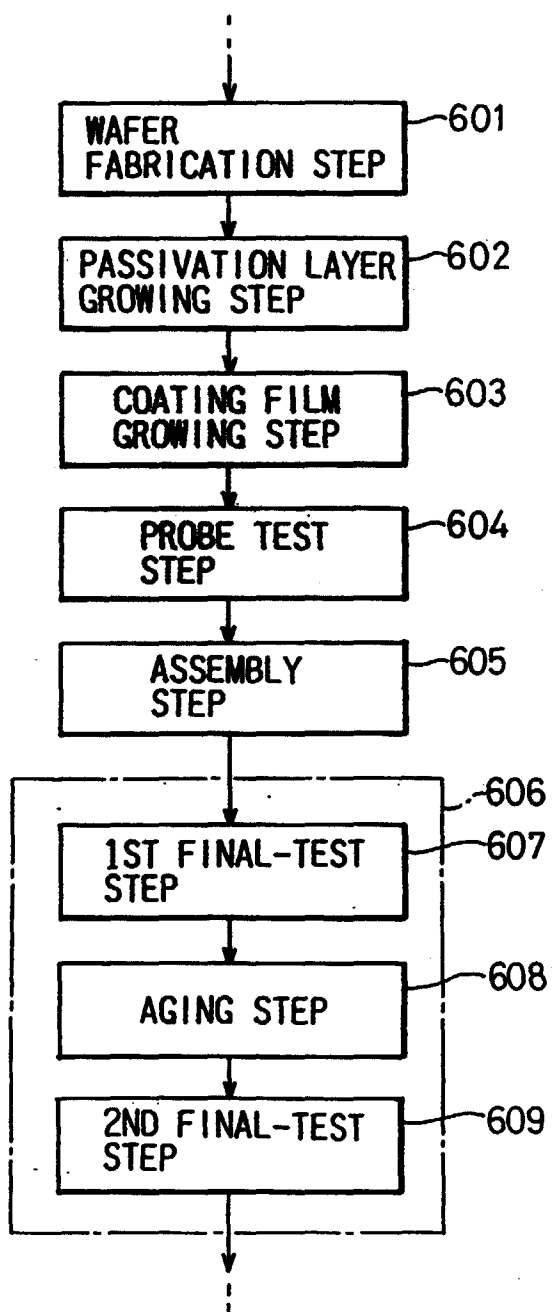 WAFER
FABRICATION STEP
601
PASSIVATION LAYER
GROWING STEP
602
COATING FILM
GROWING STEP
603
PROBE TEST
STEP
604
ASSEMBLY
STEP
605
606
1ST FINAL-TEST
STEP
607
AGING STEP
608
2ND FINAL-TEST
STEP
609